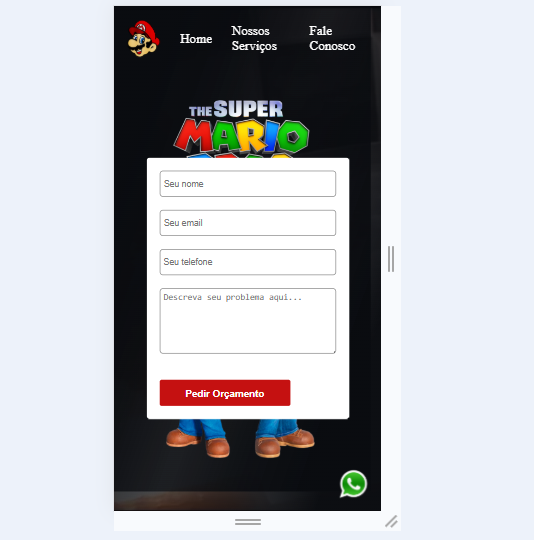 Home
Nossos
Serviços
Fale
Conosco
THE SUPER
MARIO
BROS
Seu nome
Seu email
Seu telefone
Descreva seu problema aqui...
Pedir Orçamento